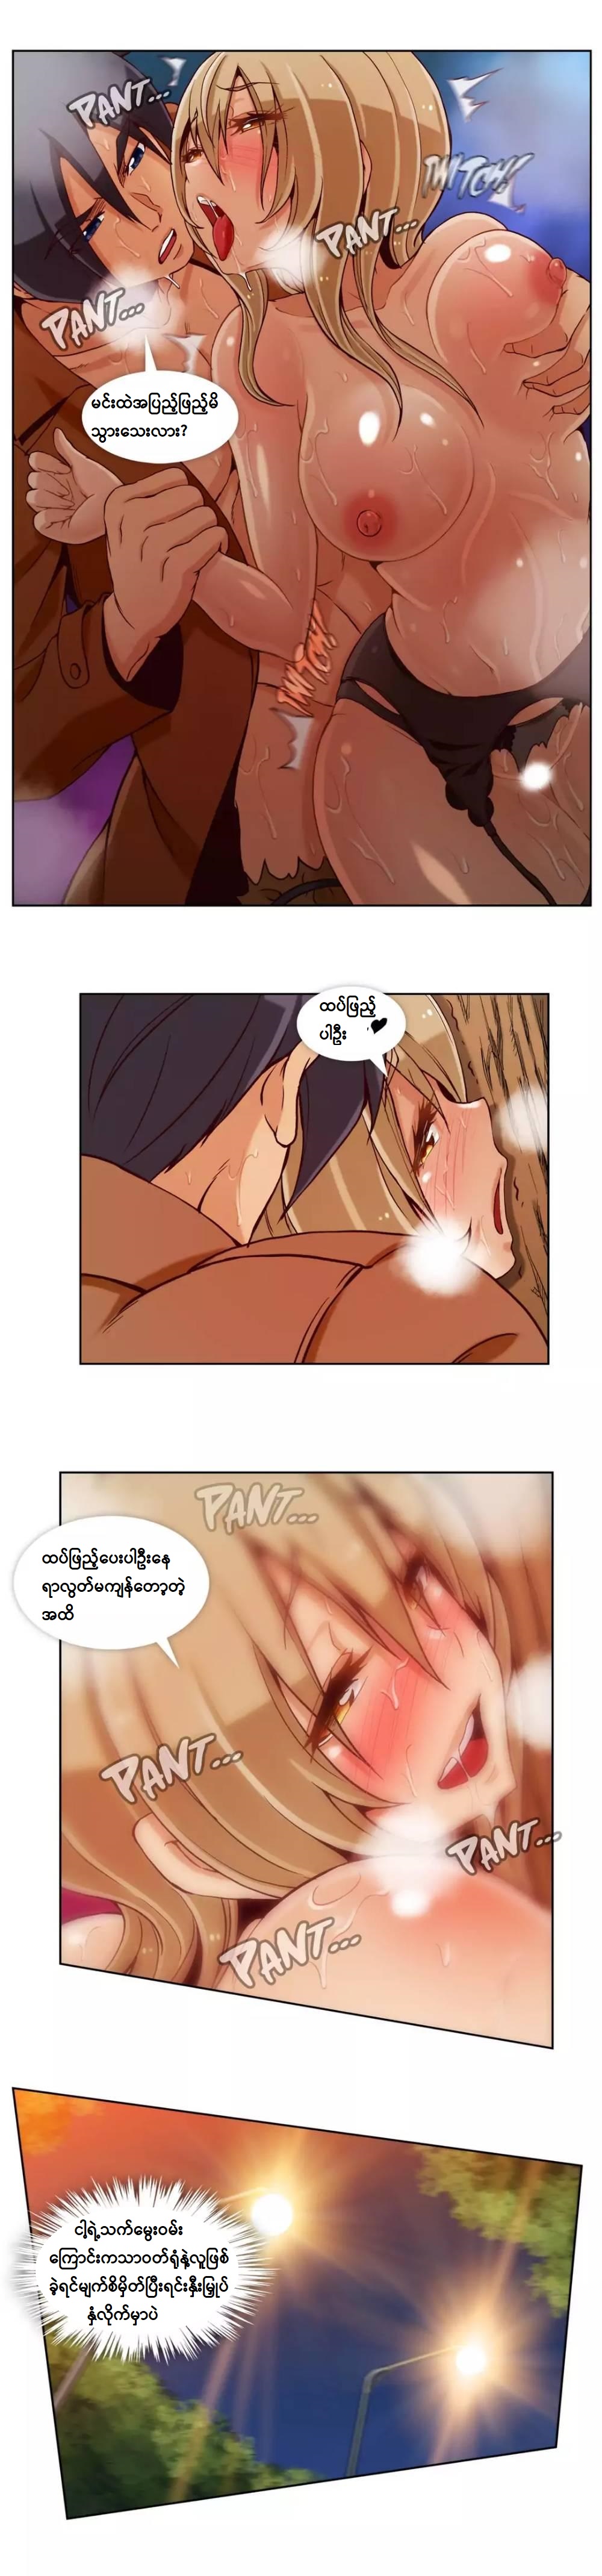 PANT...
TWITCH!
PANT...
PANT...
မင်းထဲအပြည့်ဖြည့်မိ
သွားသေးလား?
TWITCH!
ထပ်ဖြည့်
ပါဦး
PANT...
ထပ်ဖြည့်ပေးပါဦးနေ
ရာလွတ်မကျန်တော့တဲ့
အထိ
PANT...
PANT...
PANT...
ငါ့ရဲ့သက်မွေးဝမ်း
ကြောင်းကသာဝတ်ရုံနဲ့လူဖြစ်
ခဲ့ရင်မျက်စိမှိတ်ပြီးရင်းနှီးမြှုပ်
နှံလိုက်မှာပဲ